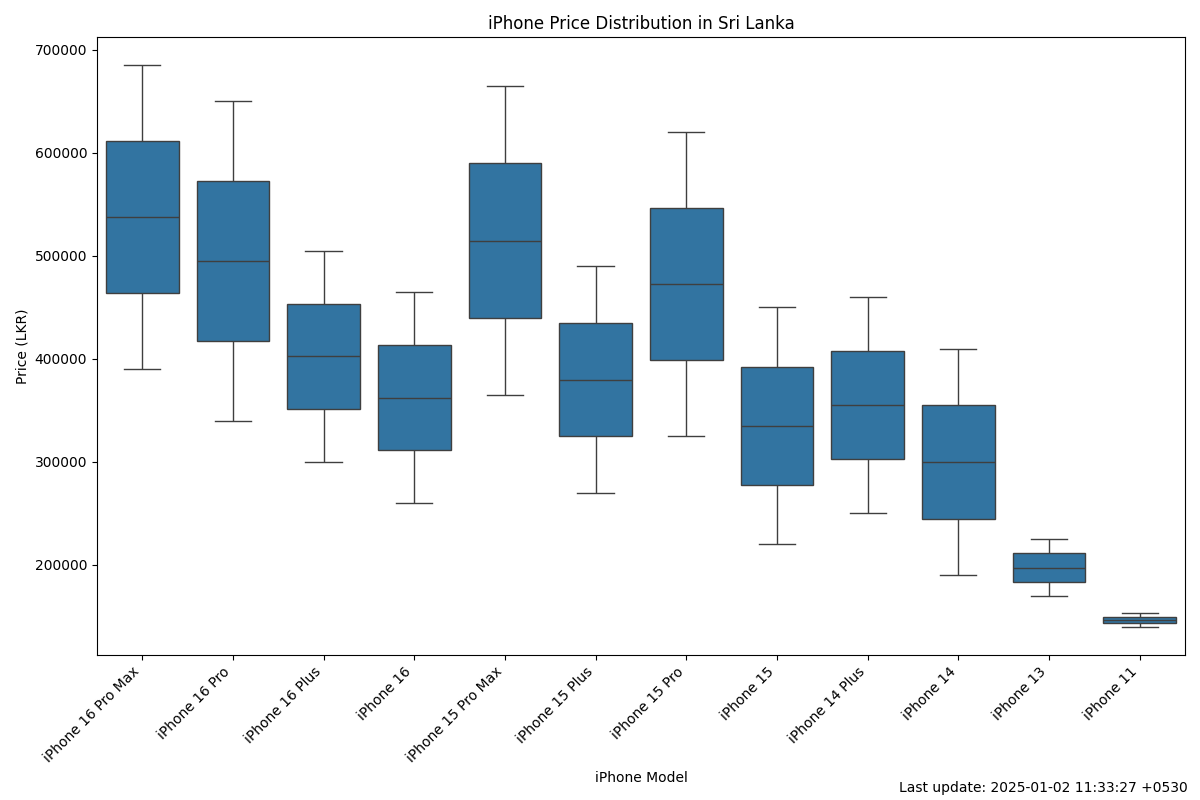 iPhone Price Distribution in Sri Lanka
Price (LKR)
700000
600000
500000
400000
300000
200000
iPhone 16 Pro Max
iPhone 16 Pro
iPhone 16 Plus
iPhone 16
iPhone 15 Pro Max
iPhone 15 Plus
iPhone 15 Pro
iPhone 15
iPhone 14 Plus
iPhone 14
iPhone 13
iPhone 11
iPhone Model
Last update: 2025-01-02 11:33:27 +0530